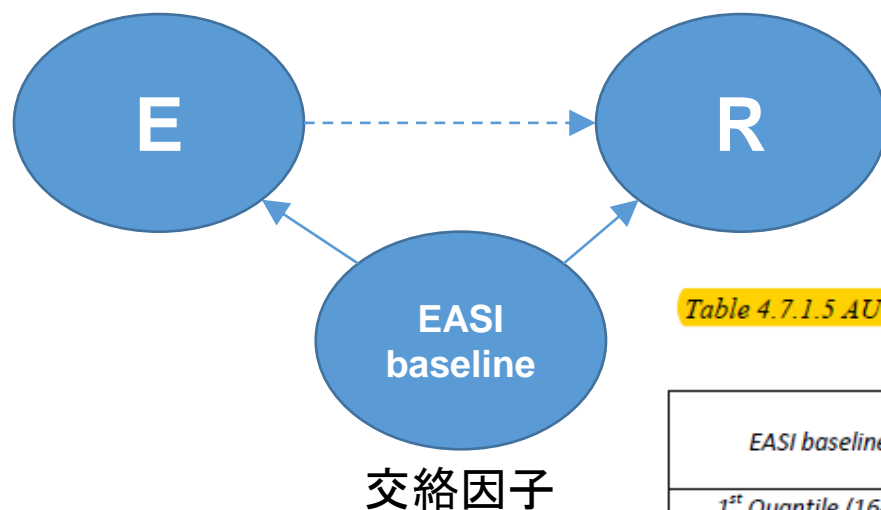 E
R
EASI
baseline
交絡因子
Table 4.7.1.5 AU
EASI baseline
1st Quantile (16